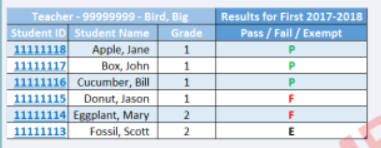 Teacher - 99999999 - Bird, Big Results for First 2017-2018
Student ID Student Name Grade Pass / Fail / Exempt
11111118 Apple, Jane 1 P
11111117 Box, John 1 P
11111116 Cucumber, Bill 1 P
11111115 Donut, Jason 1 F
11111114 Eggplant, Mary 2 F
11111113 Fossil, Scott 2 E